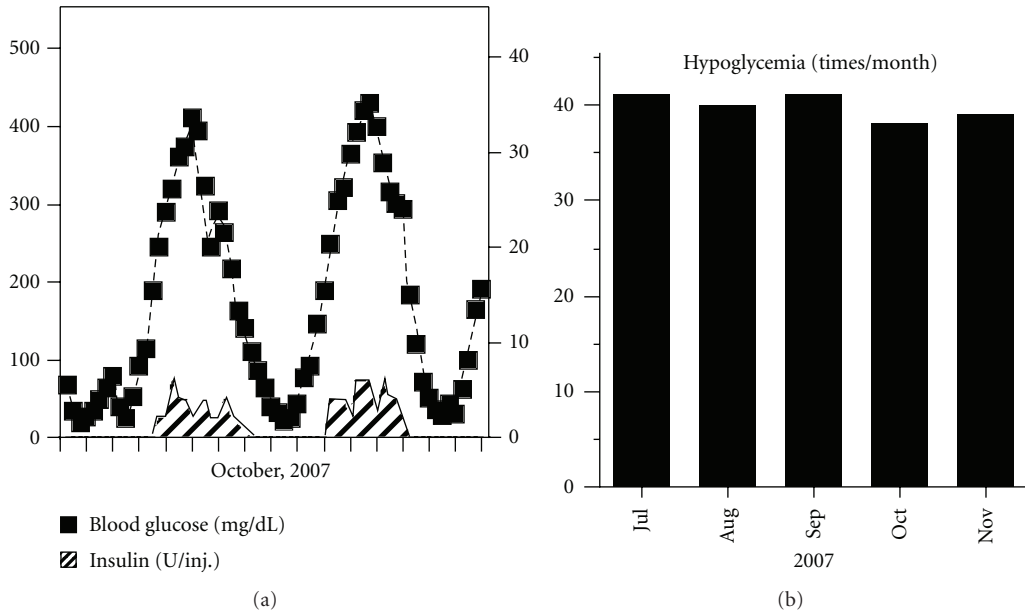 500
400
300
200
100
0
40
30
20
10
0
October, 2007
Blood glucose (mg/dL)
Insulin (U/inj.)
(a)
Hypoglycemia (times/month)
40
30
20
10
0
Jul
Aug
Sep
Oct
Nov
2007
(b)